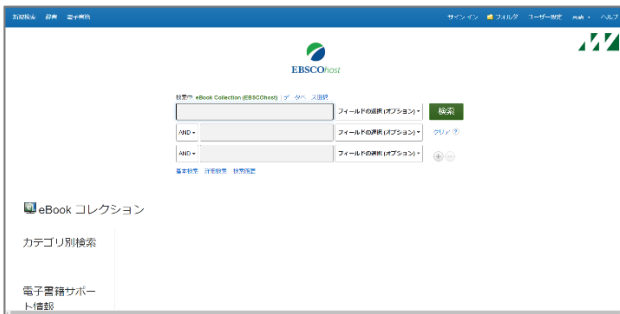 新規検索 辞書 電子書籍
サインイン フォルダ ユーザー設定 ヘルプ
EBSCOhost
検索中: eBook Collection (EBSCOhost) | データベース選択
フィールドの選択 (オプション) 検索
AND フィールドの選択 (オプション) クリア ?
AND フィールドの選択 (オプション) + -
基本検索 詳細検索 検索履歴
eBook コレクション
カテゴリ別検索
電子書籍サポー
ト情報